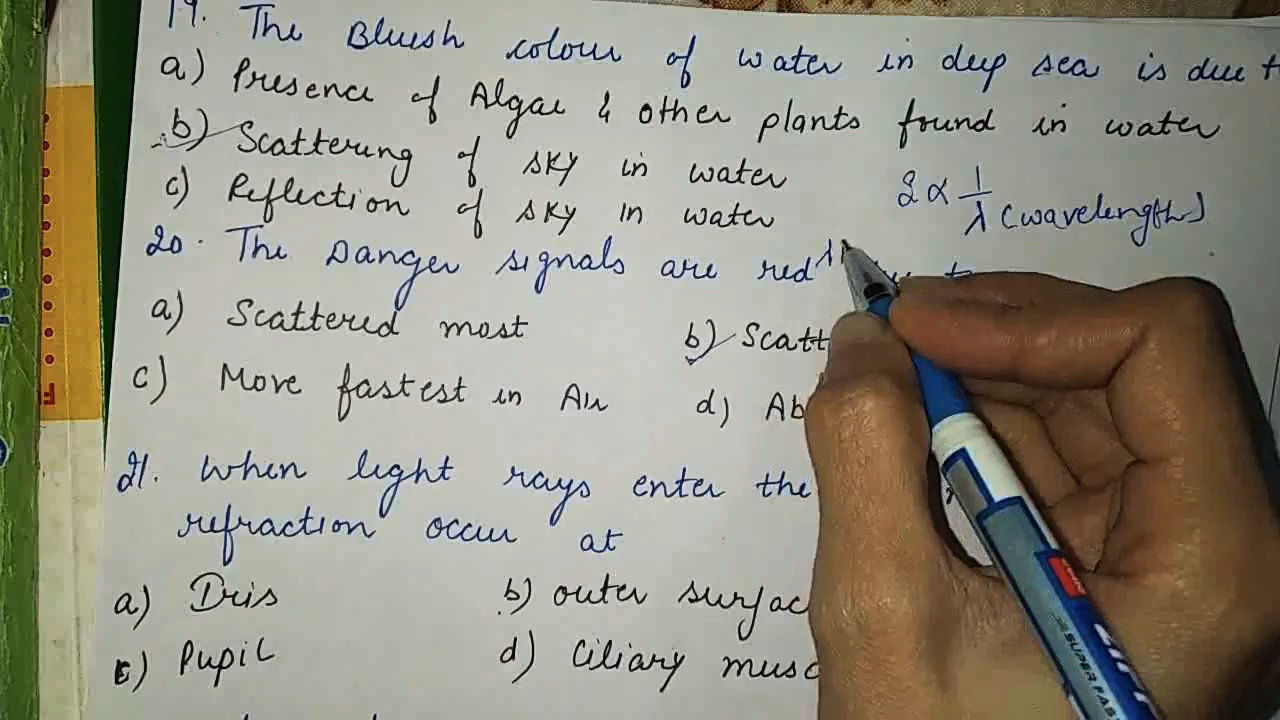 19. The Bluish colour of water in deep sea is due t
a) Presence of Algae & other plants found in water
b) Scattering of sky in water
c) Reflection of sky in water
2 ∝ 1/λ (wavelength)
20. The Danger signals are red λ
a) Scattered most b) Scatt
c) Move fastest in Air d) Ab
21. When light rays enter the
refraction occur at
a) Iris b) outer surfac
c) Pupil d) Ciliary musc
F
SUPERFAS